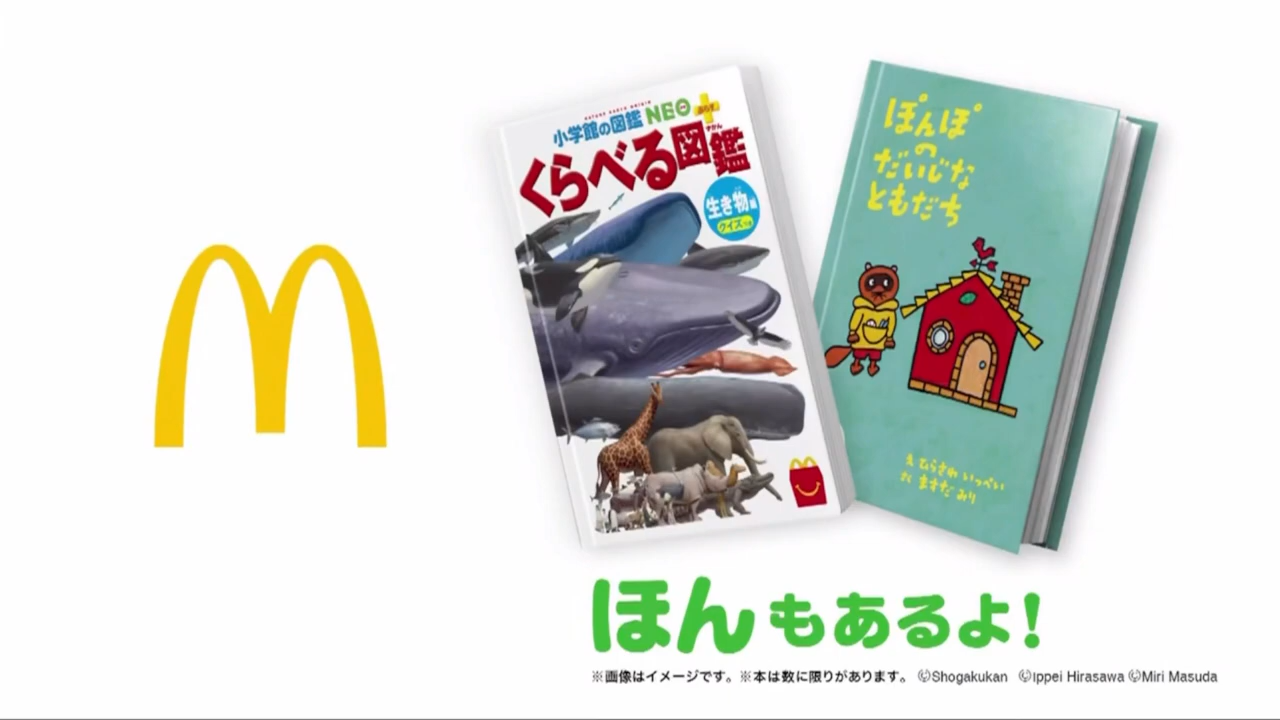 小学館の図鑑 NEO+
くらべる図鑑
ずかん
生き物編
クイズつき
ぽんぽ
の
だいじな
ともだち
え ひらさわ いっぺい
ぶん ますだ みり
ほんもあるよ!
※画像はイメージです。※本は数に限りがあります。 ©Shogakukan ©Ippei Hirasawa ©Miri Masuda